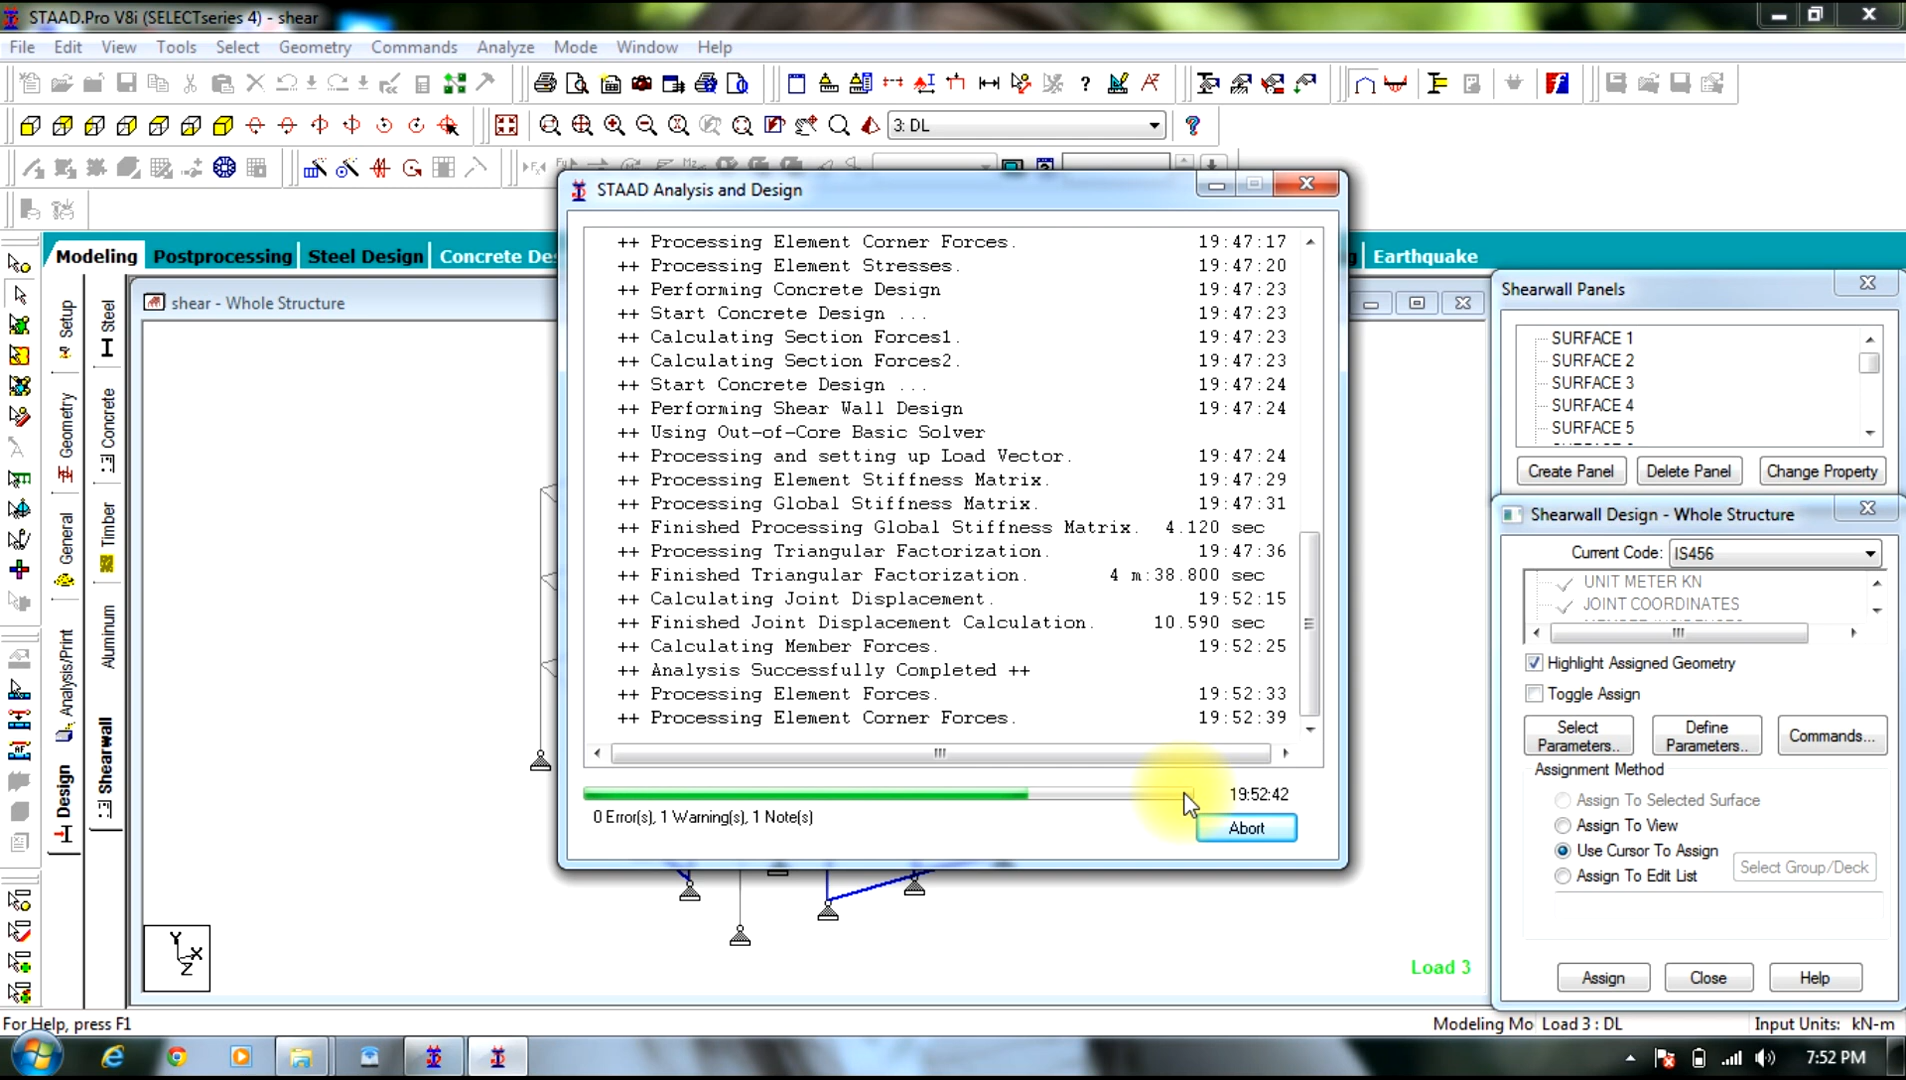 STAAD.Pro V8i (SELECTseries 4) - shear
File Edit View Tools Select Geometry Commands Analyze Mode Window Help
3: DL
Modeling Postprocessing Steel Design Concrete Des Earthquake
shear - Whole Structure
Setup
Geometry
General
Analysis/Print
Design
Steel
Concrete
Timber
Aluminum
Shearwall
STAAD Analysis and Design
++ Processing Element Corner Forces. 19:47:17
++ Processing Element Stresses. 19:47:20
++ Performing Concrete Design 19:47:23
++ Start Concrete Design ... 19:47:23
++ Calculating Section Forces1. 19:47:23
++ Calculating Section Forces2. 19:47:23
++ Start Concrete Design ... 19:47:24
++ Performing Shear Wall Design 19:47:24
++ Using Out-of-Core Basic Solver
++ Processing and setting up Load Vector. 19:47:24
++ Processing Element Stiffness Matrix. 19:47:29
++ Processing Global Stiffness Matrix. 19:47:31
++ Finished Processing Global Stiffness Matrix. 4.120 sec
++ Processing Triangular Factorization. 19:47:36
++ Finished Triangular Factorization. 4 m:38.800 sec
++ Calculating Joint Displacement. 19:52:15
++ Finished Joint Displacement Calculation. 10.590 sec
++ Calculating Member Forces. 19:52:25
++ Analysis Successfully Completed ++
++ Processing Element Forces. 19:52:33
++ Processing Element Corner Forces. 19:52:39
19:52:42
0 Error(s), 1 Warning(s), 1 Note(s)
Abort
Y
X
Z
Load 3
Shearwall Panels
SURFACE 1
SURFACE 2
SURFACE 3
SURFACE 4
SURFACE 5
Create Panel Delete Panel Change Property
Shearwall Design - Whole Structure
Current Code: IS456
UNIT METER KN
JOINT COORDINATES
Highlight Assigned Geometry
Toggle Assign
Select Parameters.. Define Parameters.. Commands...
Assignment Method
Assign To Selected Surface
Assign To View
Use Cursor To Assign
Assign To Edit List
Select Group/Deck
Assign Close Help
For Help, press F1
Modeling Mo Load 3 : DL Input Units: kN-m
7:52 PM